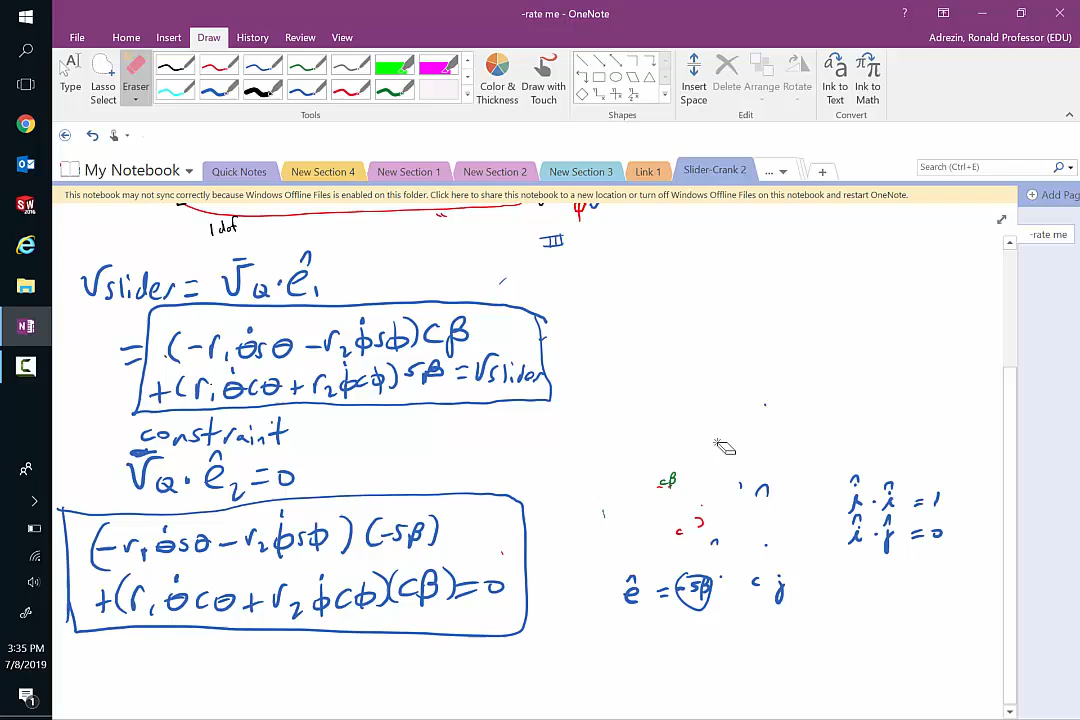 -rate me - OneNote
File Home Insert Draw History Review View
Adrezin, Ronald Professor (EDU)
Type
Lasso Select
Eraser
Color & Thickness
Draw with Touch
Insert Space
Delete
Arrange
Rotate
Ink to Text
Ink to Math
Tools
Shapes
Edit
Convert
My Notebook
Quick Notes
New Section 4
New Section 1
New Section 2
New Section 3
Link 1
Slider-Crank 2
...
Search (Ctrl+E)
This notebook may not sync correctly because Windows Offline Files is enabled on this folder. Click here to share this notebook to a new location or turn off Windows Offline Files on this notebook and restart OneNote.
Add Pag
-rate me
1 dof
ψ
III
Vslider = V̄Q · ê₁
= (-r₁θ̇sθ - r₂φ̇sφ)cβ
+(r₁θ̇cθ + r₂φ̇cφ)sβ = Vslider
constraint
V̄Q · ê₂ = 0
(-r₁θ̇sθ - r₂φ̇sφ)(-sβ)
+(r₁θ̇cθ + r₂φ̇cφ)(cβ) = 0
cβ
î · î = 1
î · ĵ = 0
ê = -sβ c j
3:35 PM
7/8/2019